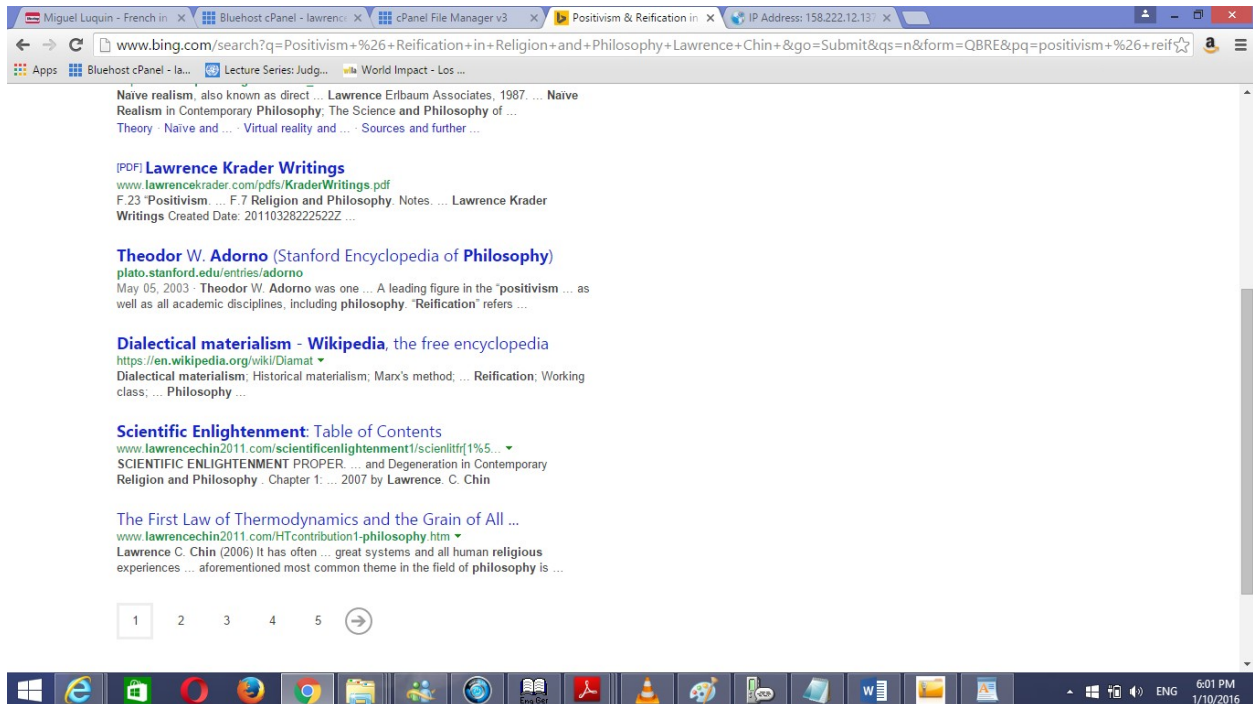 Miguel Luquin - French in
Bluehost cPanel - lawrenc
cPanel File Manager v3
Positivism & Reification in
IP Address: 158.222.12.137
www.bing.com/search?q=Positivism+%26+Reification+in+Religion+and+Philosophy+Lawrence+Chin+&go=Submit&qs=n&form=QBRE&pq=positivism+%26+reif
Apps Bluehost cPanel - la... Lecture Series: Judg... World Impact - Los ...
Naïve realism, also known as direct ... Lawrence Erlbaum Associates, 1987. ... Naïve
Realism in Contemporary Philosophy; The Science and Philosophy of ...
Theory · Naïve and ... · Virtual reality and ... · Sources and further ...
[PDF] Lawrence Krader Writings
www.lawrencekrader.com/pdfs/KraderWritings.pdf
F.23 “Positivism. ... F.7 Religion and Philosophy. Notes. ... Lawrence Krader
Writings Created Date: 20110328222522Z ...
Theodor W. Adorno (Stanford Encyclopedia of Philosophy)
plato.stanford.edu/entries/adorno
May 05, 2003 · Theodor W. Adorno was one ... A leading figure in the “positivism ... as
well as all academic disciplines, including philosophy. “Reification” refers ...
Dialectical materialism - Wikipedia, the free encyclopedia
https://en.wikipedia.org/wiki/Diamat
Dialectical materialism; Historical materialism; Marx's method; ... Reification; Working
class; ... Philosophy ...
Scientific Enlightenment: Table of Contents
www.lawrencechin2011.com/scientificenlightenment1/scienlitfr[1%5...
SCIENTIFIC ENLIGHTENMENT PROPER. ... and Degeneration in Contemporary
Religion and Philosophy . Chapter 1: ... 2007 by Lawrence. C. Chin
The First Law of Thermodynamics and the Grain of All ...
www.lawrencechin2011.com/HTcontribution1-philosophy.htm
Lawrence C. Chin (2006) It has often ... great systems and all human religious
experiences ... aforementioned most common theme in the field of philosophy is ...
1 2 3 4 5
Eng Ger
ENG
6:01 PM
1/10/2016